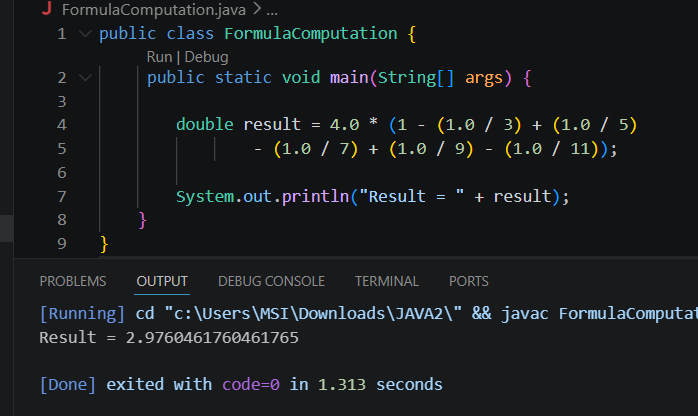 J FormulaComputation.java > ...
1 public class FormulaComputation {
Run | Debug
2 public static void main(String[] args) {
3
4 double result = 4.0 * (1 - (1.0 / 3) + (1.0 / 5)
5 - (1.0 / 7) + (1.0 / 9) - (1.0 / 11));
6
7 System.out.println("Result = " + result);
8 }
9 }
PROBLEMS OUTPUT DEBUG CONSOLE TERMINAL PORTS
[Running] cd "c:\Users\MSI\Downloads\JAVA2\" && javac FormulaComputat
Result = 2.9760461760461765
[Done] exited with code=0 in 1.313 seconds